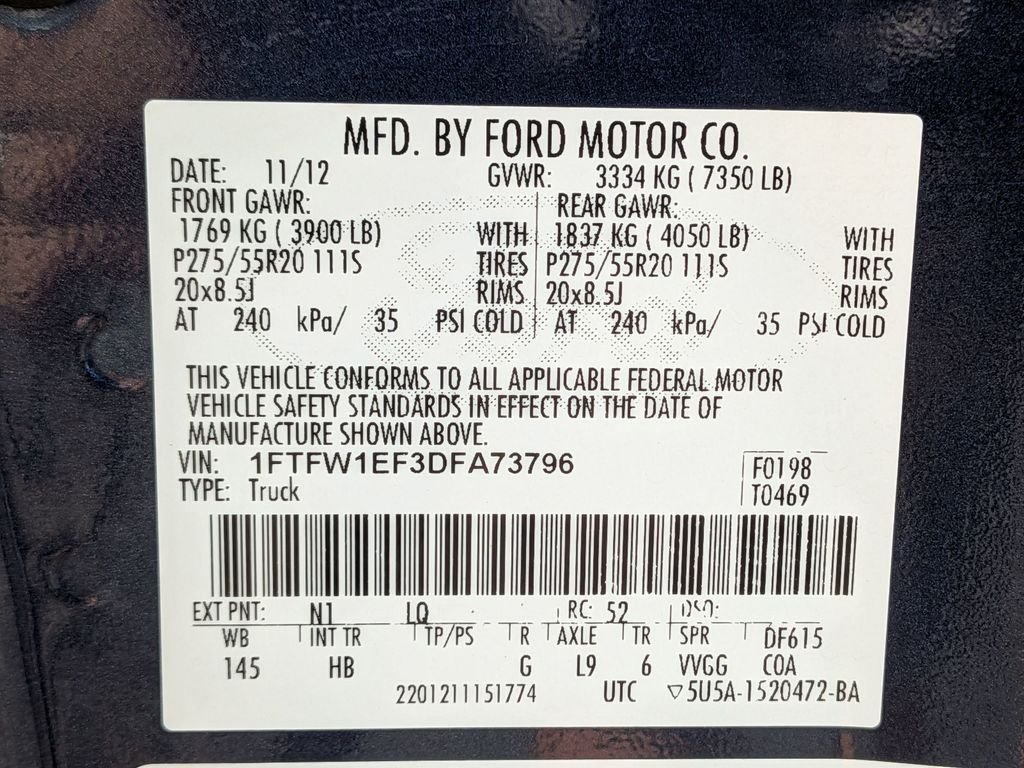 MFD. BY FORD MOTOR CO.
DATE: 11/12 GVWR: 3334 KG ( 7350 LB)
FRONT GAWR: REAR GAWR:
1769 KG ( 3900 LB) WITH 1837 KG ( 4050 LB) WITH
P275/55R20 111S TIRES P275/55R20 111S TIRES
20x8.5J RIMS 20x8.5J RIMS
AT 240 kPa/ 35 PSI COLD AT 240 kPa/ 35 PSI COLD
THIS VEHICLE CONFORMS TO ALL APPLICABLE FEDERAL MOTOR
VEHICLE SAFETY STANDARDS IN EFFECT ON THE DATE OF
MANUFACTURE SHOWN ABOVE.
VIN: 1FTFW1EF3DFA73796 F0198
TYPE: Truck T0469
EXT PNT: N1 LQ RC: 52 DSO:
WB INT TR TP/PS R AXLE TR SPR DF615
145 HB G L9 6 VVGG COA
2201211151774 UTC ▽5U5A-1520472-BA